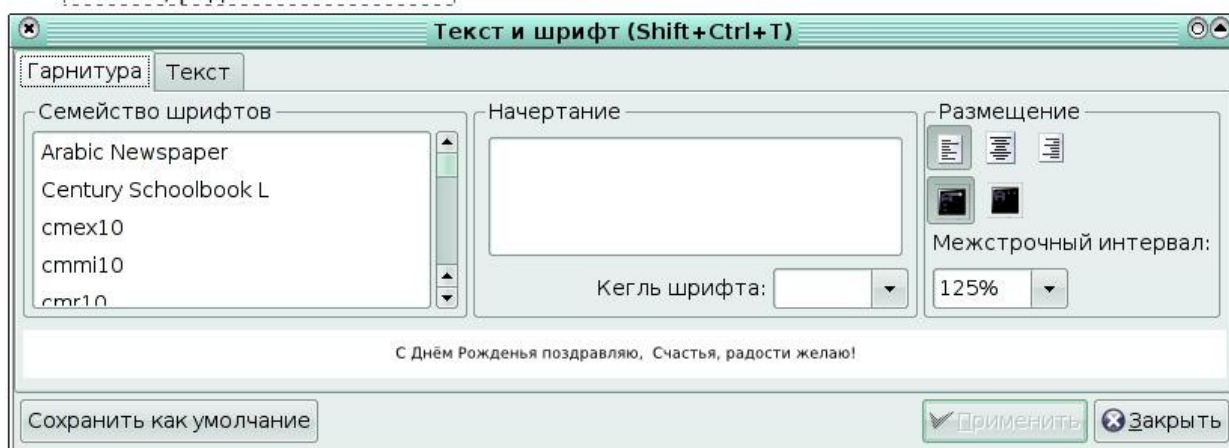 Текст и шрифт (Shift+Ctrl+T)
Гарнитура Текст
Семейство шрифтов
Arabic Newspaper
Century Schoolbook L
cmex10
cmmi10
cmr10
Начертание
Кегль шрифта:
Размещение
Межстрочный интервал:
125%
С Днём Рожденья поздравляю, Счастья, радости желаю!
Сохранить как умолчание
Применить
Закрыть